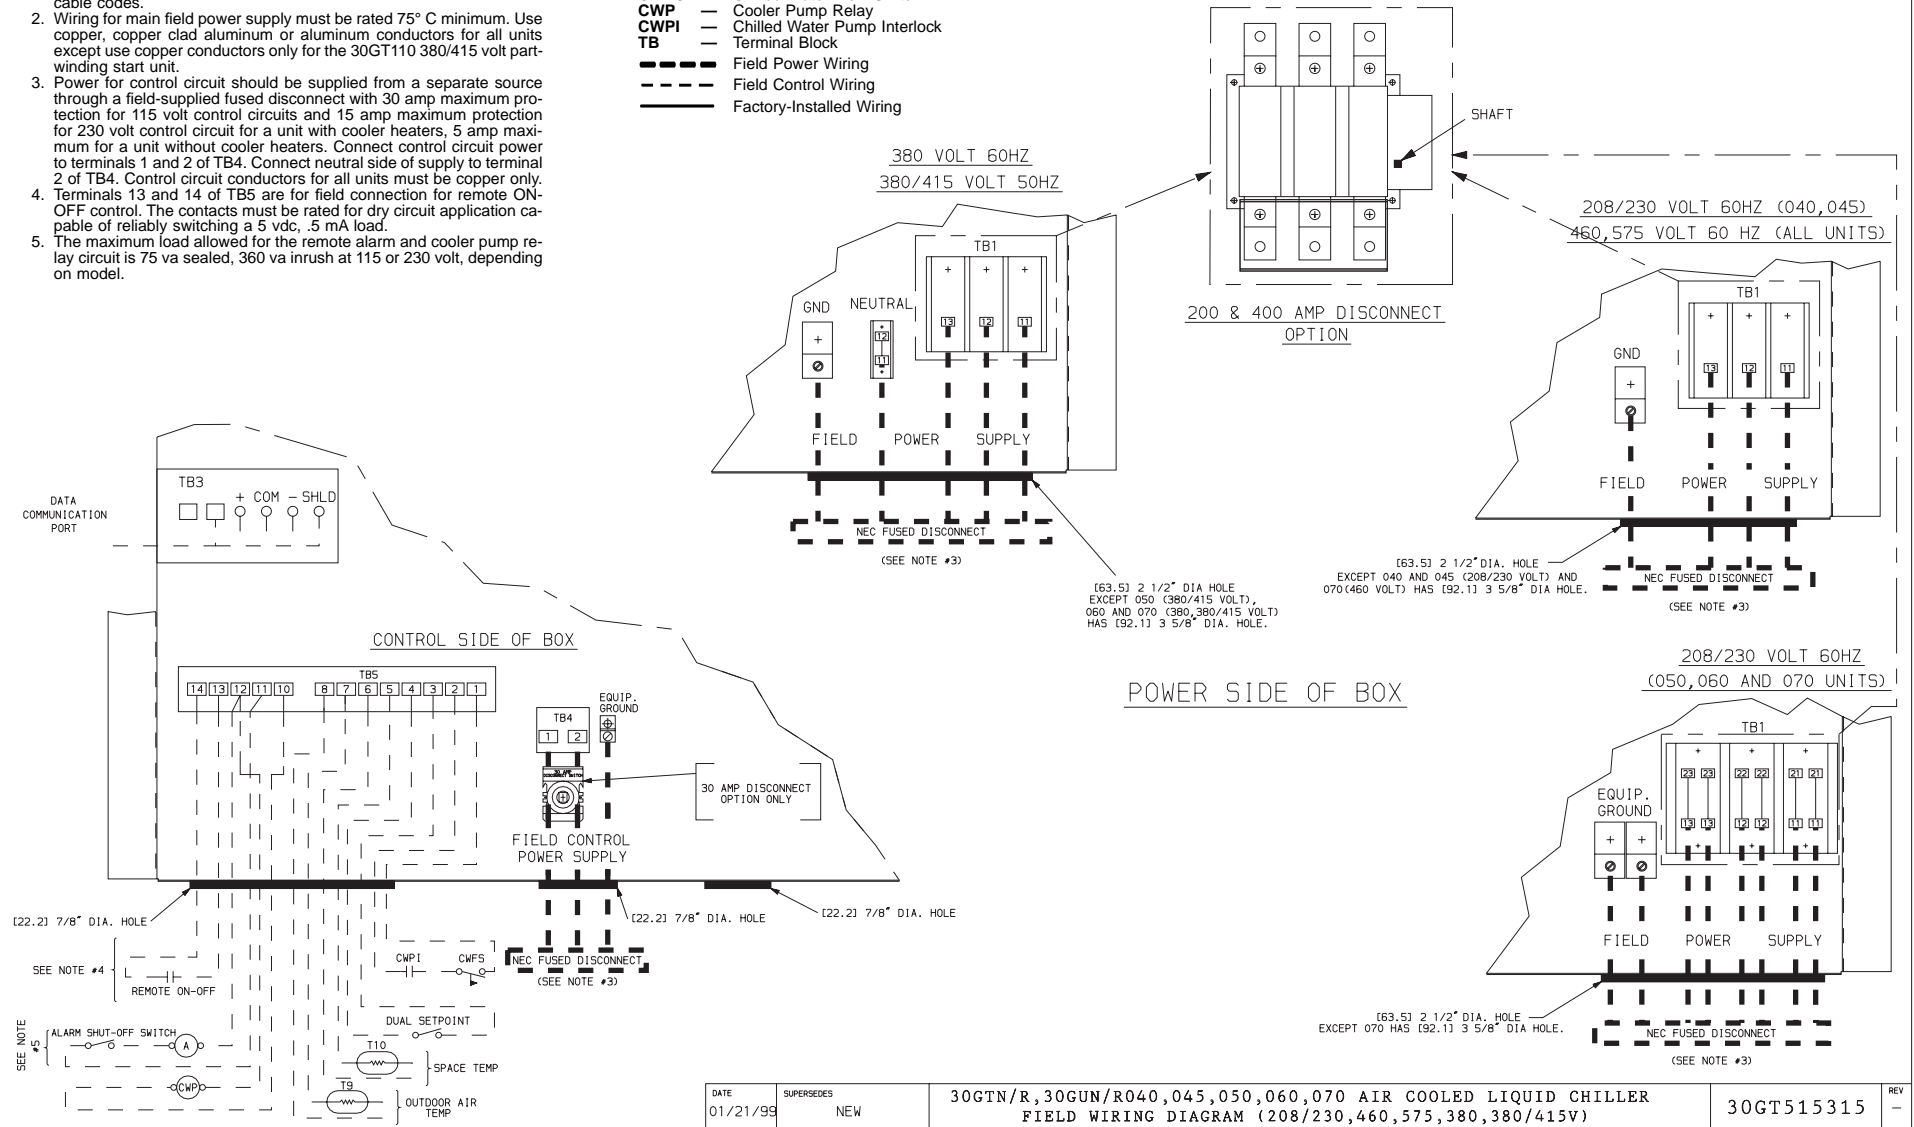 cable codes.
2. Wiring for main field power supply must be rated 75° C minimum. Use
copper, copper clad aluminum or aluminum conductors for all units
except use copper conductors only for the 30GT110 380/415 volt part-
winding start unit.
3. Power for control circuit should be supplied from a separate source
through a field-supplied fused disconnect with 30 amp maximum pro-
tection for 115 volt control circuits and 15 amp maximum protection
for 230 volt control circuit for a unit with cooler heaters, 5 amp maxi-
mum for a unit without cooler heaters. Connect control circuit power
to terminals 1 and 2 of TB4. Connect neutral side of supply to terminal
2 of TB4. Control circuit conductors for all units must be copper only.
4. Terminals 13 and 14 of TB5 are for field connection for remote ON-
OFF control. The contacts must be rated for dry circuit application ca-
pable of reliably switching a 5 vdc, .5 mA load.
5. The maximum load allowed for the remote alarm and cooler pump re-
lay circuit is 75 va sealed, 360 va inrush at 115 or 230 volt, depending
on model.
CWP — Cooler Pump Relay
CWPI — Chilled Water Pump Interlock
TB — Terminal Block
Field Power Wiring
Field Control Wiring
Factory-Installed Wiring
SHAFT
200 & 400 AMP DISCONNECT
OPTION
380 VOLT 60HZ
380/415 VOLT 50HZ
TB1
GND
NEUTRAL
13 12 11
12
11
FIELD POWER SUPPLY
NEC FUSED DISCONNECT
(SEE NOTE #3)
[63.5] 2 1/2" DIA HOLE
EXCEPT 050 (380/415 VOLT),
060 AND 070 (380,380/415 VOLT)
HAS [92.1] 3 5/8" DIA. HOLE.
208/230 VOLT 60HZ (040,045)
460,575 VOLT 60 HZ (ALL UNITS)
TB1
GND
13 12 11
FIELD POWER SUPPLY
[63.5] 2 1/2" DIA. HOLE
EXCEPT 040 AND 045 (208/230 VOLT) AND
070(460 VOLT) HAS [92.1] 3 5/8" DIA HOLE.
NEC FUSED DISCONNECT
(SEE NOTE #3)
POWER SIDE OF BOX
208/230 VOLT 60HZ
(050,060 AND 070 UNITS)
TB1
23 23 22 22 21 21
13 13 12 12 11 11
EQUIP.
GROUND
FIELD POWER SUPPLY
[63.5] 2 1/2" DIA. HOLE
EXCEPT 070 HAS [92.1] 3 5/8" DIA HOLE.
NEC FUSED DISCONNECT
(SEE NOTE #3)
TB3
+ COM - SHLD
DATA
COMMUNICATION
PORT
CONTROL SIDE OF BOX
TB5
14 13 12 11 10 8 7 6 5 4 3 2 1
TB4
1 2
EQUIP.
GROUND
30 AMP
DISCONNECT SWITCH
30 AMP DISCONNECT
OPTION ONLY
FIELD CONTROL
POWER SUPPLY
[22.2] 7/8" DIA. HOLE
[22.2] 7/8" DIA. HOLE
[22.2] 7/8" DIA. HOLE
NEC FUSED DISCONNECT
(SEE NOTE #3)
SEE NOTE #4
REMOTE ON-OFF
CWPI CWFS
DUAL SETPOINT
SEE NOTE
#5
ALARM SHUT-OFF SWITCH
A
CWP
T10
SPACE TEMP
T9
OUTDOOR AIR
TEMP
DATE
01/21/99
SUPERSEDES
NEW
30GTN/R,30GUN/R040,045,050,060,070 AIR COOLED LIQUID CHILLER
FIELD WIRING DIAGRAM (208/230,460,575,380,380/415V)
30GT515315
REV
-